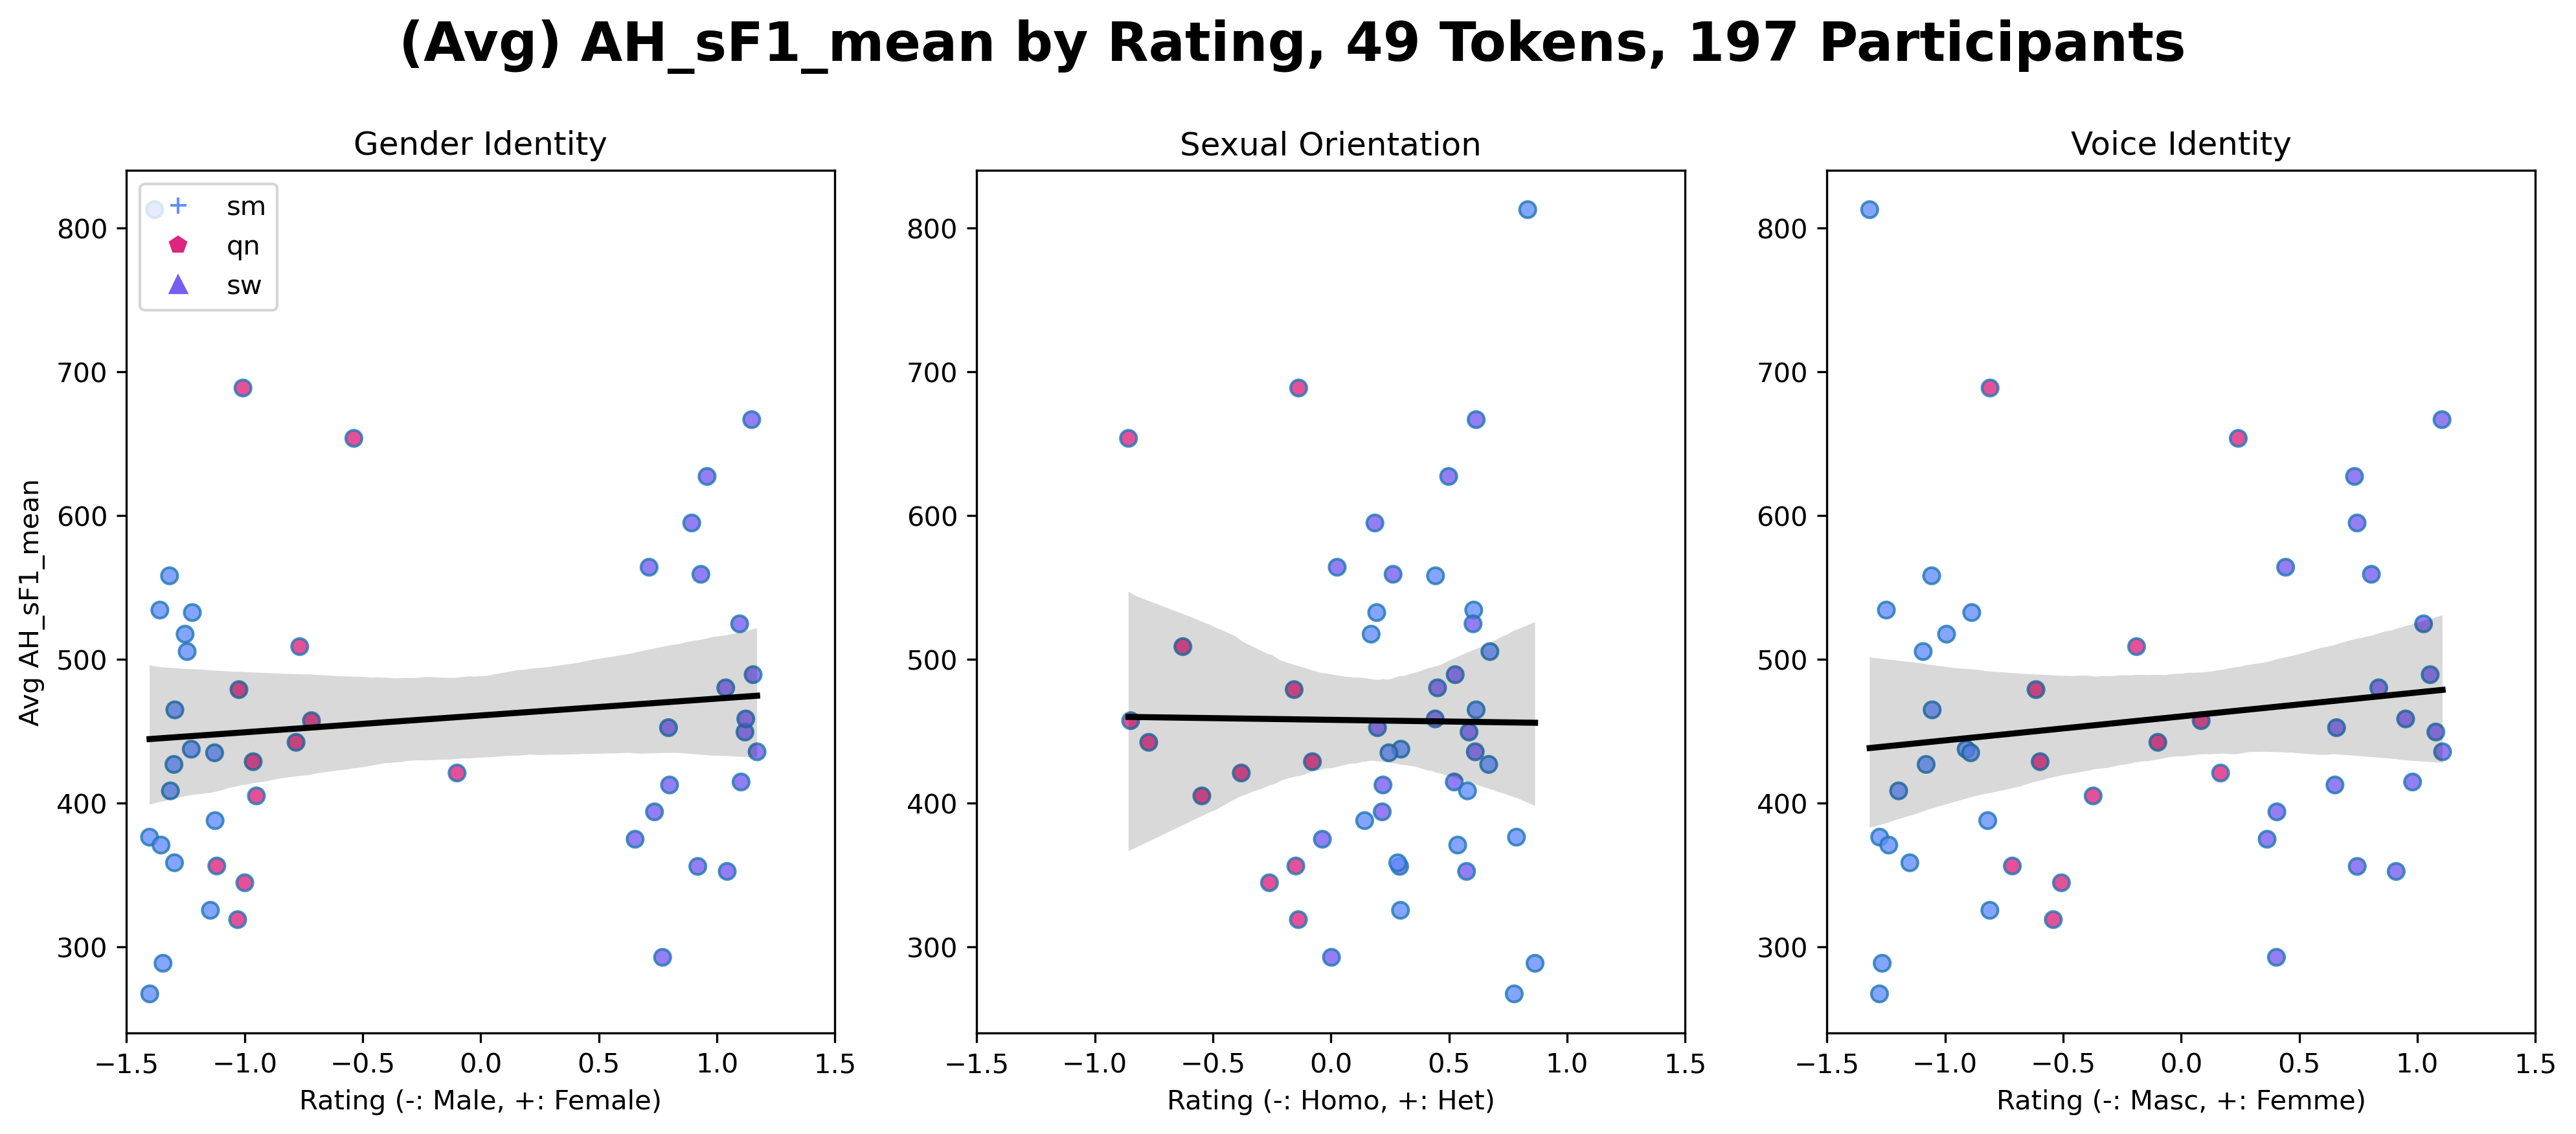 (Avg) AH_sF1_mean by Rating, 49 Tokens, 197 Participants
Gender Identity
Sexual Orientation
Voice Identity
sm
qn
sw
Avg AH_sF1_mean
800
700
600
500
400
300
−1.5 −1.0 −0.5 0.0 0.5 1.0 1.5
Rating (-: Male, +: Female)
800
700
600
500
400
300
−1.5 −1.0 −0.5 0.0 0.5 1.0 1.5
Rating (-: Homo, +: Het)
800
700
600
500
400
300
−1.5 −1.0 −0.5 0.0 0.5 1.0 1.5
Rating (-: Masc, +: Femme)